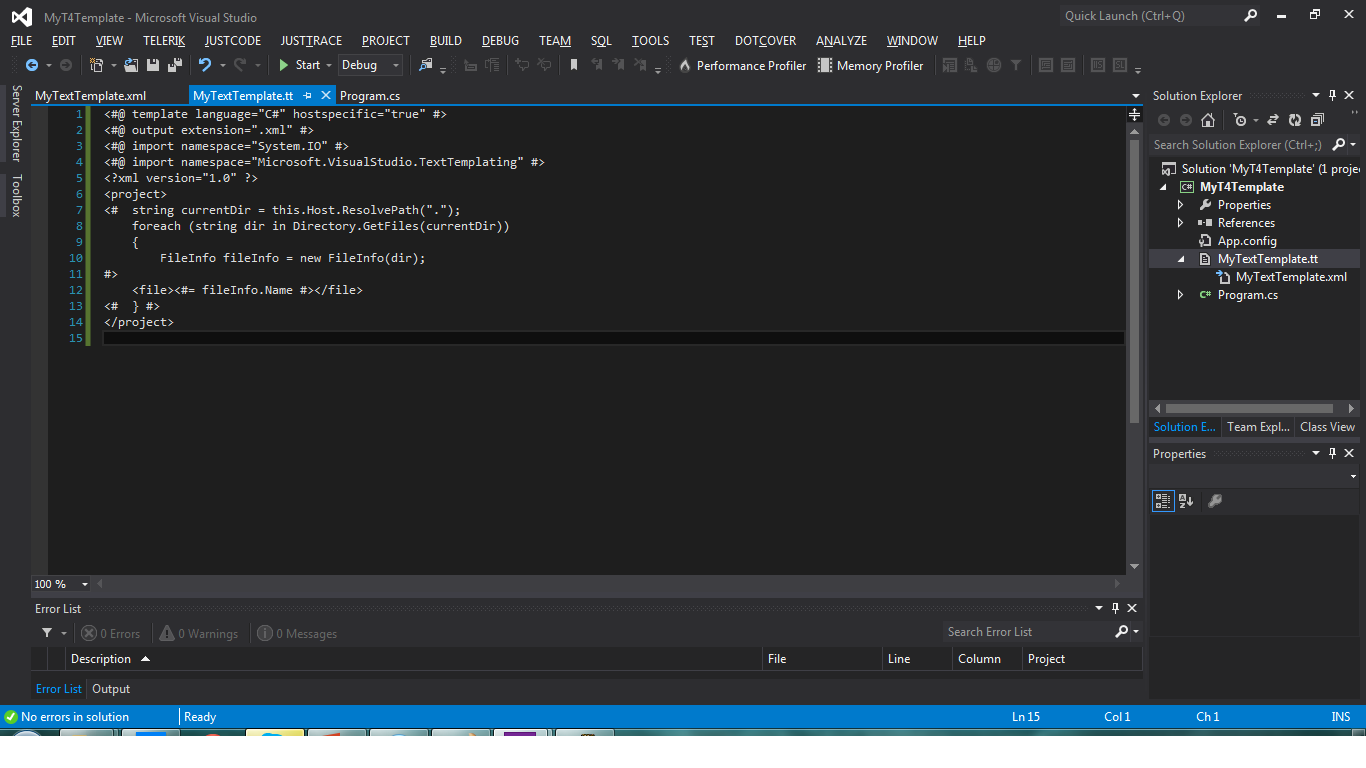 MyT4Template - Microsoft Visual Studio
Quick Launch (Ctrl+Q)
FILE EDIT VIEW TELERIK JUSTCODE JUSTTRACE PROJECT BUILD DEBUG TEAM SQL TOOLS TEST DOTCOVER ANALYZE WINDOW HELP
Start Debug Performance Profiler Memory Profiler
Server Explorer
Toolbox
MyTextTemplate.xml MyTextTemplate.tt Program.cs
1 <#@ template language="C#" hostspecific="true" #>
2 <#@ output extension=".xml" #>
3 <#@ import namespace="System.IO" #>
4 <#@ import namespace="Microsoft.VisualStudio.TextTemplating" #>
5 <?xml version="1.0" ?>
6 <project>
7 <#  string currentDir = this.Host.ResolvePath(".");
8     foreach (string dir in Directory.GetFiles(currentDir))
9     {
10         FileInfo fileInfo = new FileInfo(dir);
11 #>
12     <file><#= fileInfo.Name #></file>
13 <#  } #>
14 </project>
15
100 %
Solution Explorer
Search Solution Explorer (Ctrl+;)
Solution 'MyT4Template' (1 proje
C# MyT4Template
Properties
References
App.config
MyTextTemplate.tt
MyTextTemplate.xml
C# Program.cs
Solution E... Team Expl... Class View
Properties
Error List
0 Errors 0 Warnings 0 Messages
Search Error List
Description File Line Column Project
Error List Output
No errors in solution Ready Ln 15 Col 1 Ch 1 INS